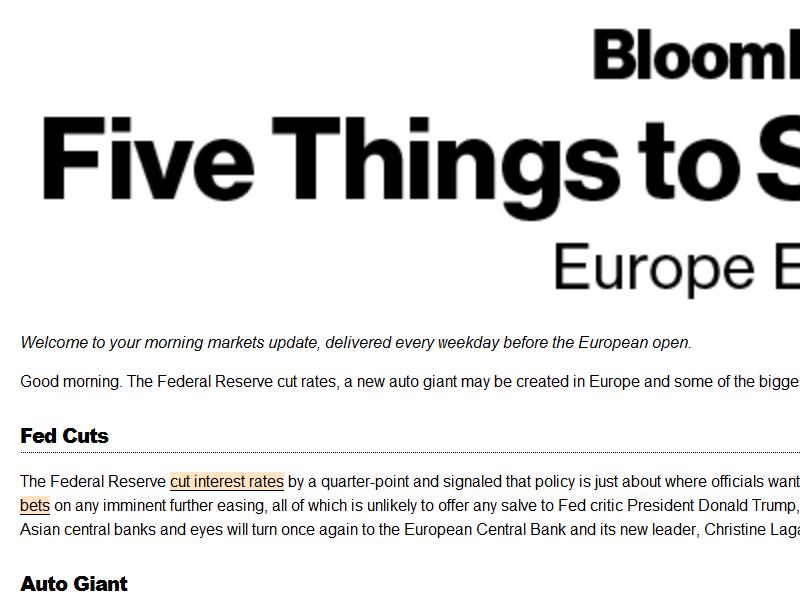 Bloom
Five Things to S
Europe E
Welcome to your morning markets update, delivered every weekday before the European open.
Good morning. The Federal Reserve cut rates, a new auto giant may be created in Europe and some of the bigge
Fed Cuts
The Federal Reserve cut interest rates by a quarter-point and signaled that policy is just about where officials want
bets on any imminent further easing, all of which is unlikely to offer any salve to Fed critic President Donald Trump,
Asian central banks and eyes will turn once again to the European Central Bank and its new leader, Christine Laga
Auto Giant